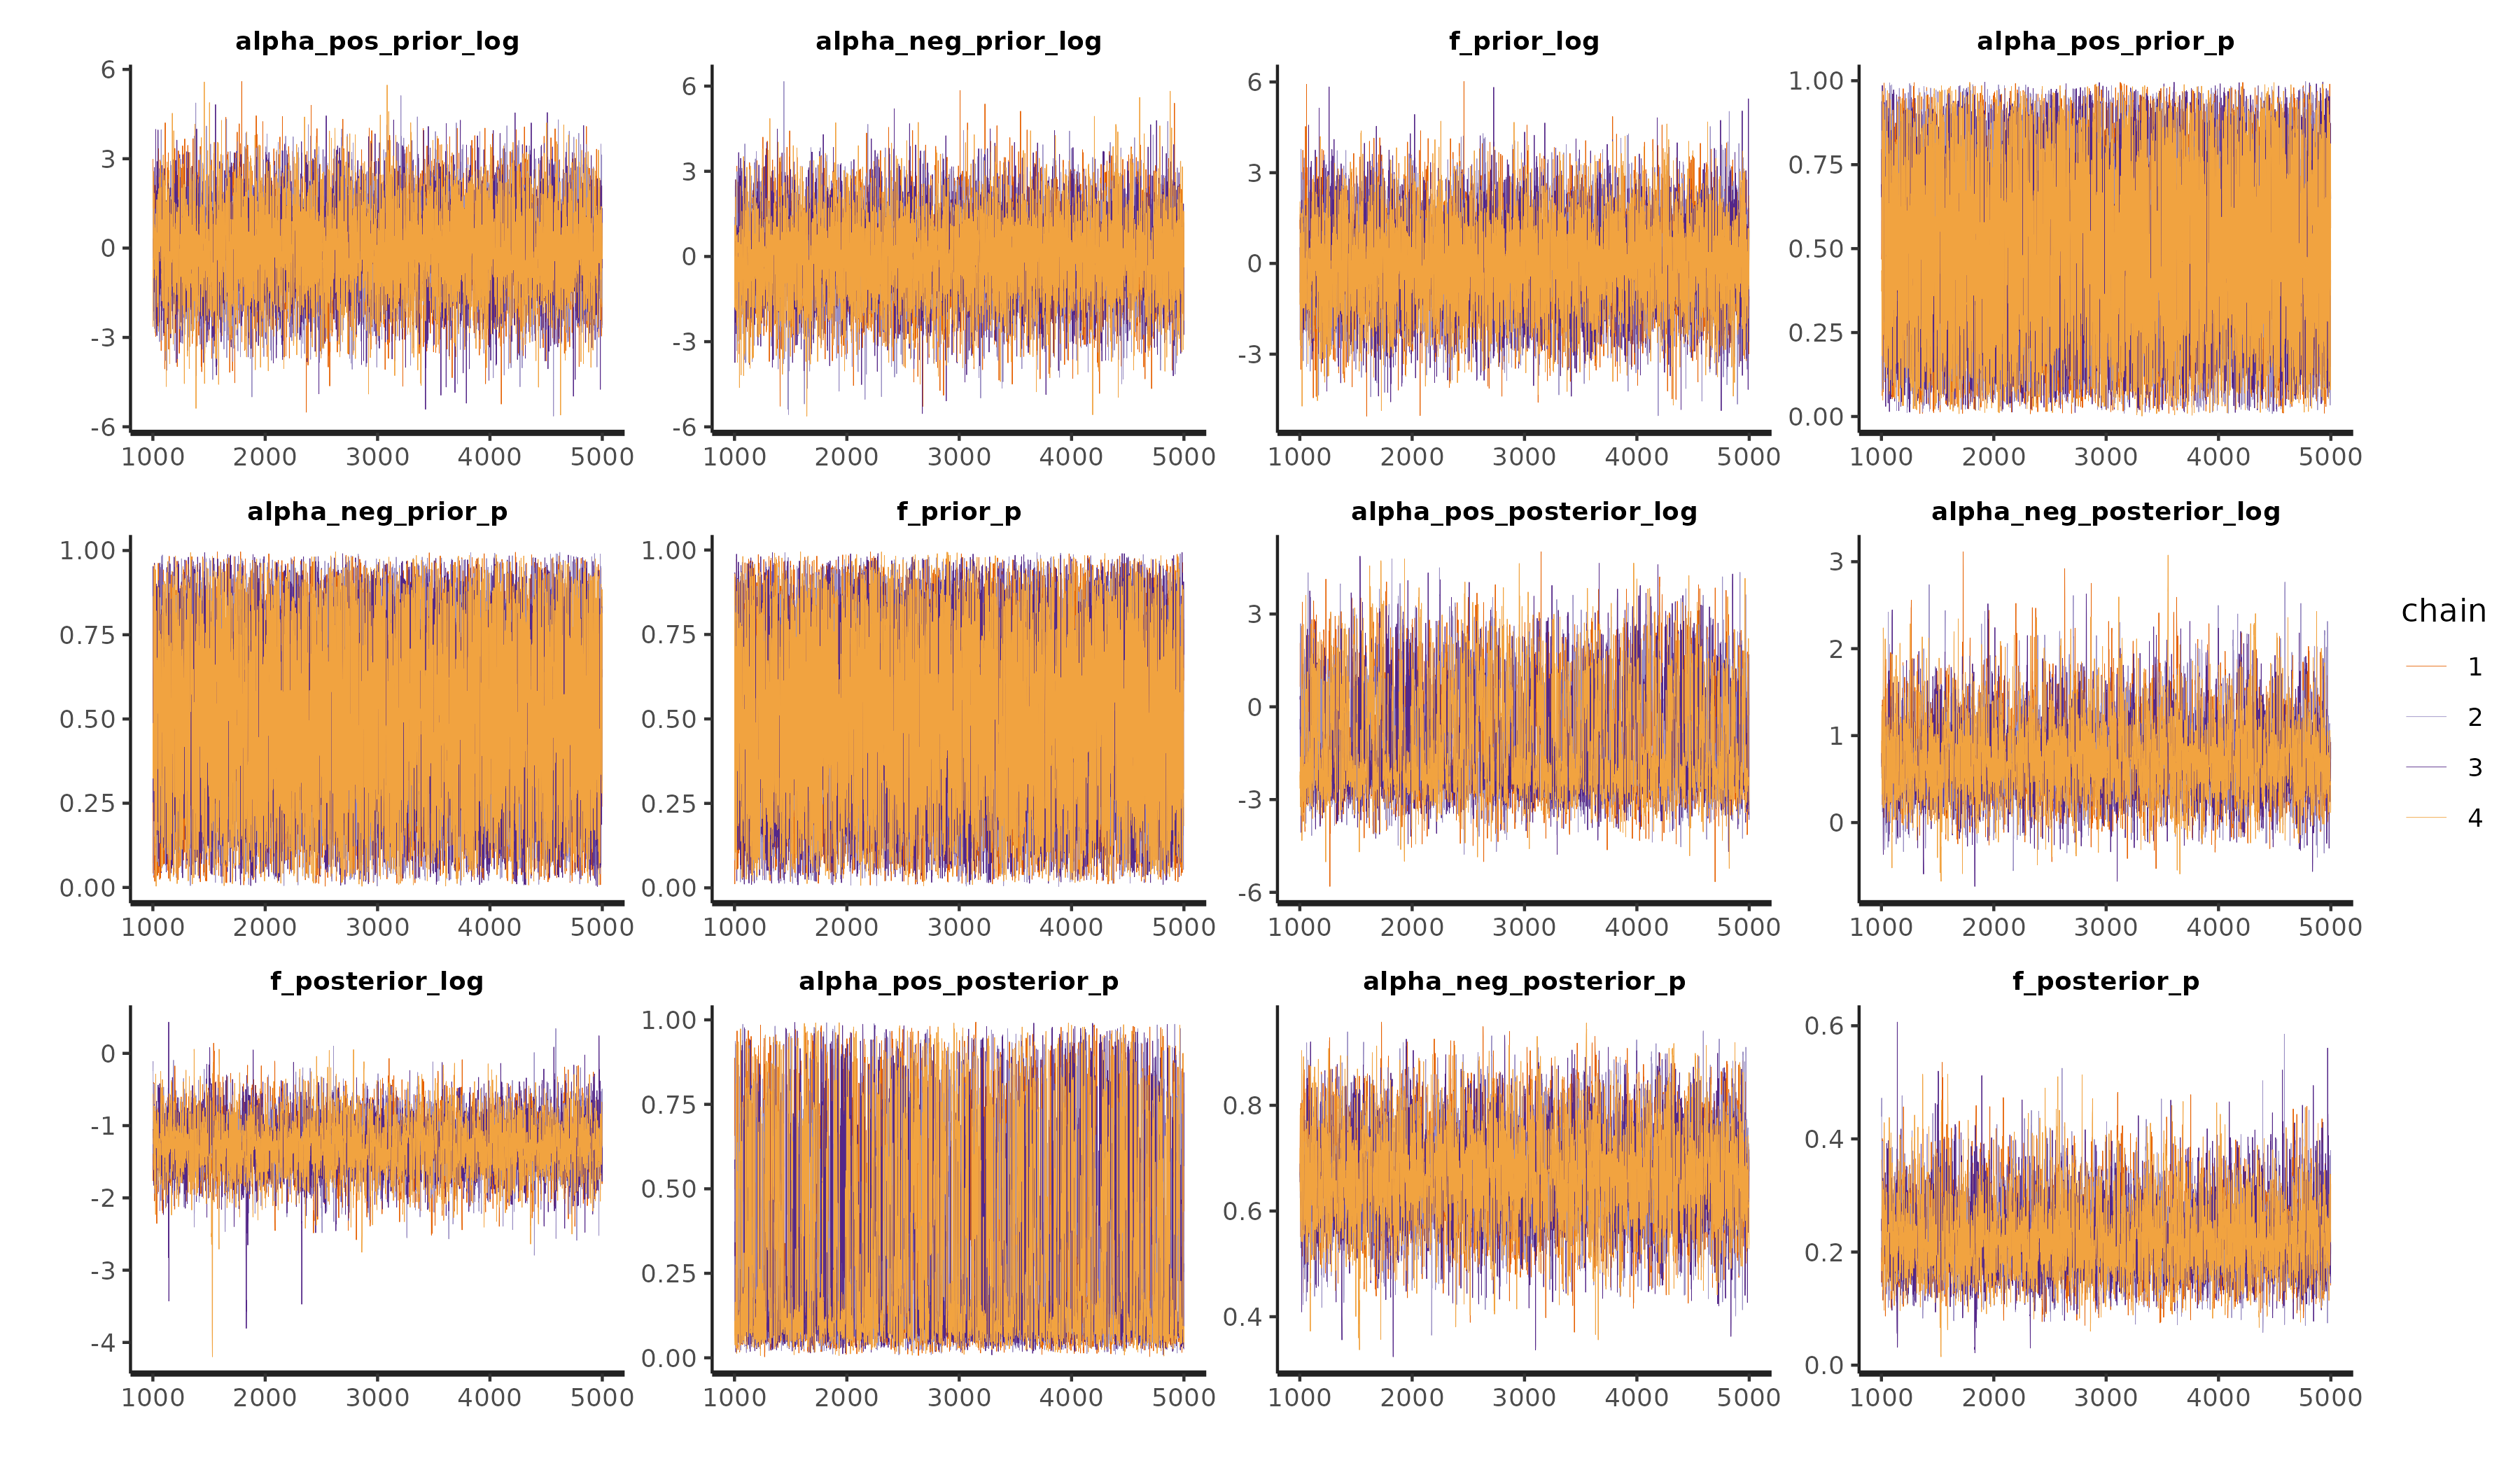 alpha_pos_prior_log
alpha_neg_prior_log
f_prior_log
alpha_pos_prior_p
6
3
0
-3
-6
1000 2000 3000 4000 5000
6
3
0
-3
-6
1000 2000 3000 4000 5000
6
3
0
-3
1000 2000 3000 4000 5000
1.00
0.75
0.50
0.25
0.00
1000 2000 3000 4000 5000
alpha_neg_prior_p
f_prior_p
alpha_pos_posterior_log
alpha_neg_posterior_log
1.00
0.75
0.50
0.25
0.00
1000 2000 3000 4000 5000
1.00
0.75
0.50
0.25
0.00
1000 2000 3000 4000 5000
3
0
-3
-6
1000 2000 3000 4000 5000
3
2
1
0
1000 2000 3000 4000 5000
chain
1
2
3
4
f_posterior_log
alpha_pos_posterior_p
alpha_neg_posterior_p
f_posterior_p
0
-1
-2
-3
-4
1000 2000 3000 4000 5000
1.00
0.75
0.50
0.25
0.00
1000 2000 3000 4000 5000
0.8
0.6
0.4
1000 2000 3000 4000 5000
0.6
0.4
0.2
0.0
1000 2000 3000 4000 5000